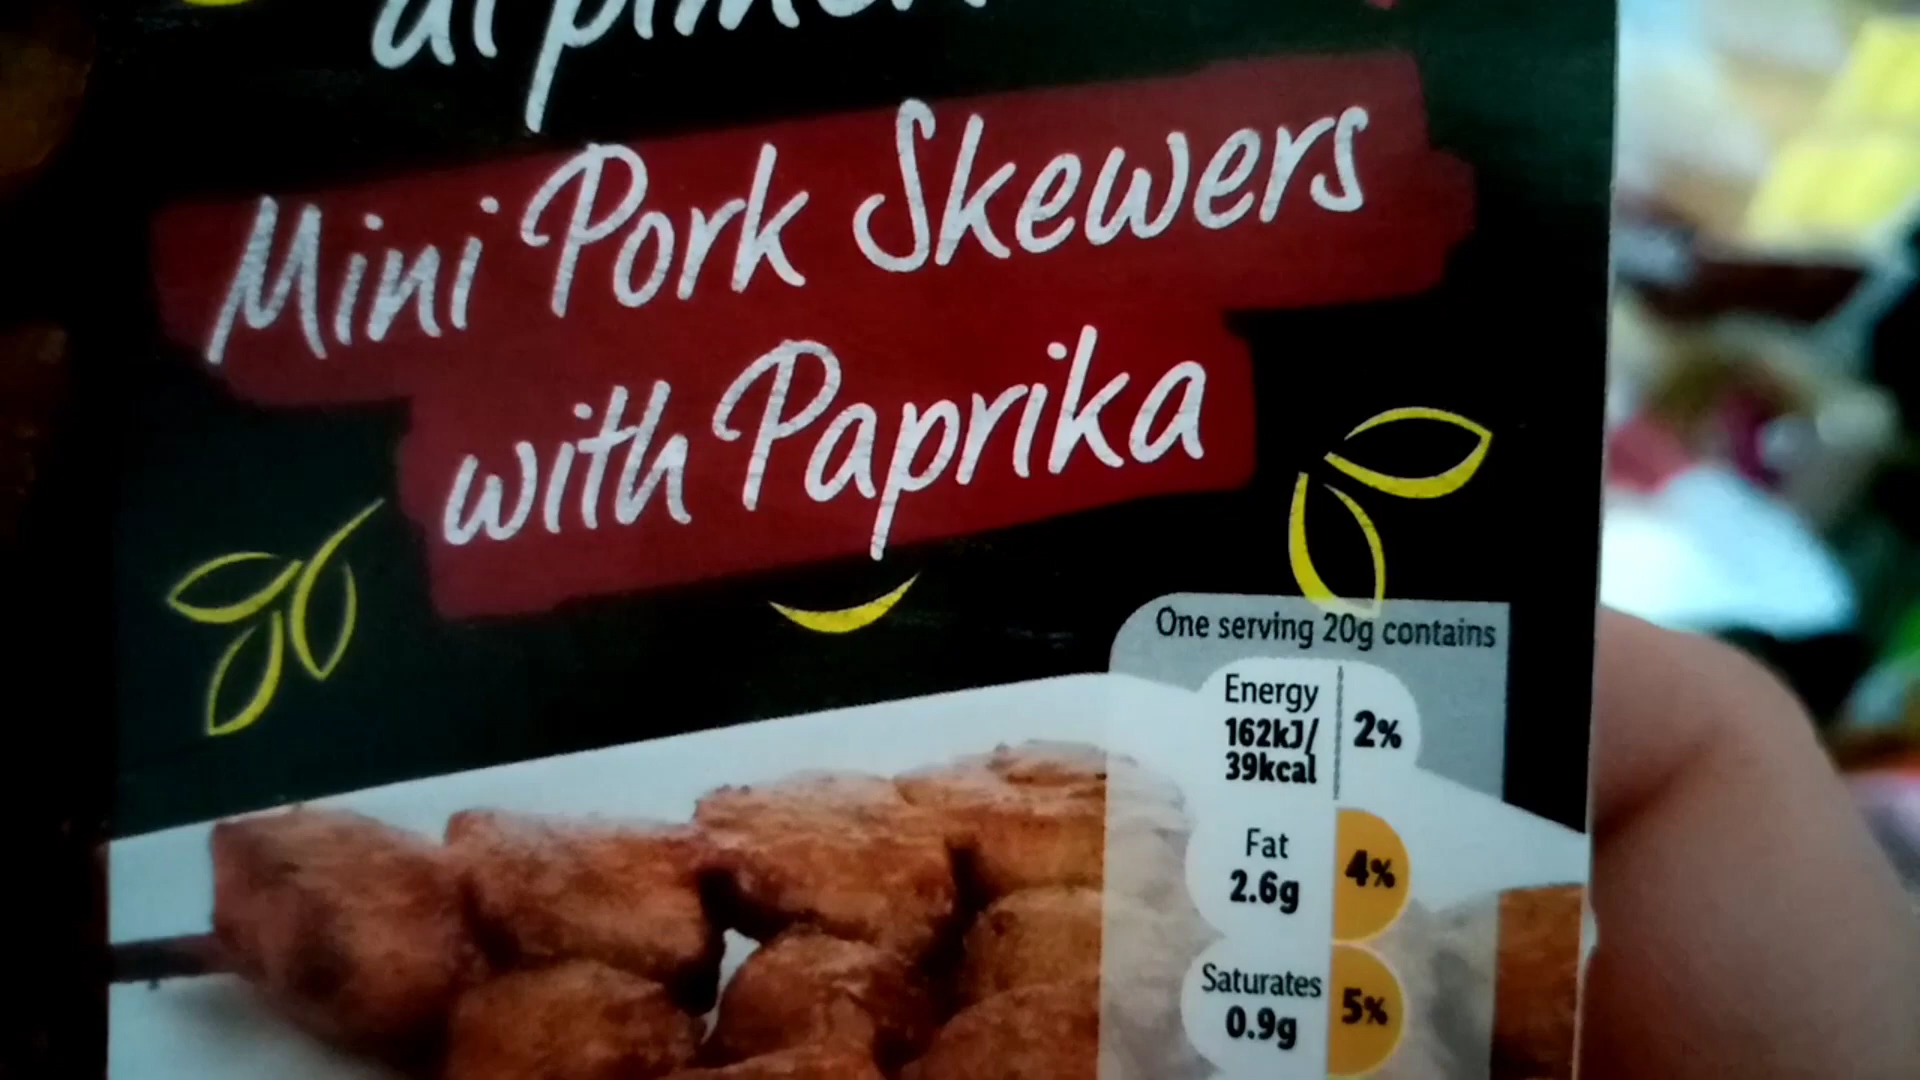 al
Mini Pork Skewers
with Paprika
One serving 20g contains
Energy
162kJ/
39kcal
2%
Fat
2.6g
4%
Saturates
0.9g
5%